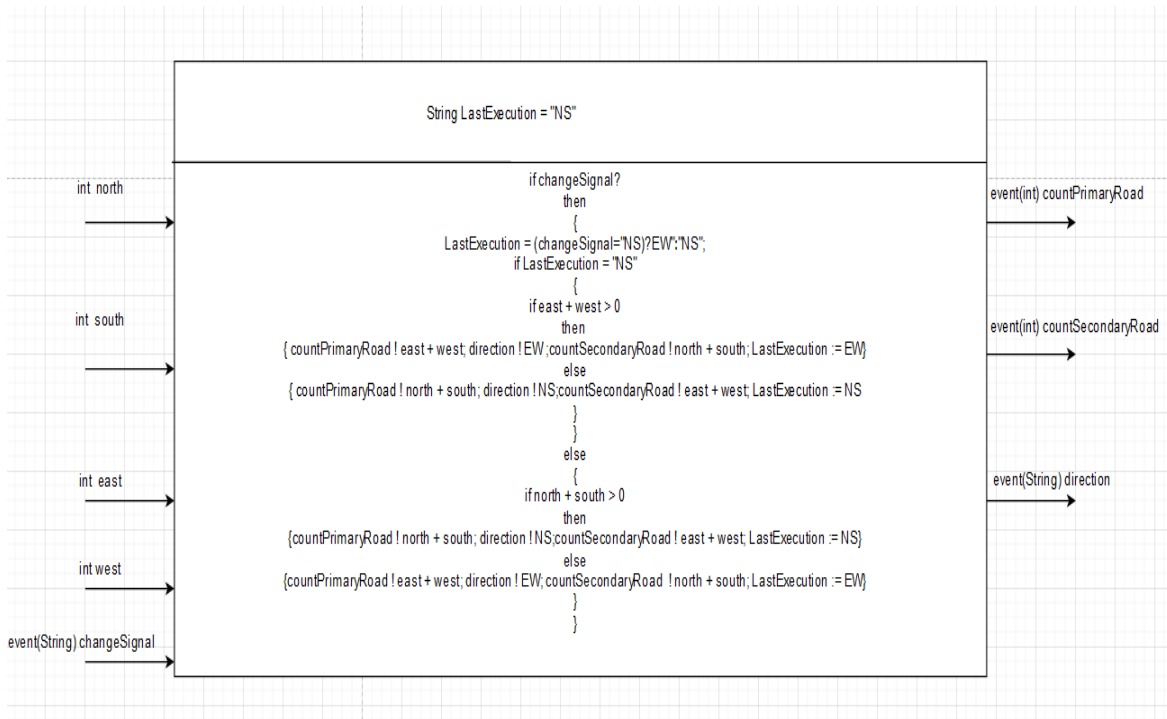 String LastExecution = "NS"
int north
if changeSignal?
event(int) countPrimaryRoad
then
{
LastExecution = (changeSignal="NS)?EW":"NS";
if LastExecution = "NS"
{
if east + west > 0
int south
then
event(int) countSecondaryRoad
{ countPrimaryRoad ! east + west; direction ! EW ;countSecondaryRoad ! north + south; LastExecution := EW}
else
{ countPrimaryRoad ! north + south; direction ! NS;countSecondaryRoad ! east + west; LastExecution := NS
}
}
else
{
int east
event(String) direction
if north + south > 0
then
{countPrimaryRoad ! north + south; direction ! NS;countSecondaryRoad ! east + west; LastExecution := NS}
else
int west
{countPrimaryRoad ! east + west; direction ! EW; countSecondaryRoad ! north + south; LastExecution := EW}
}
}
event(String) changeSignal